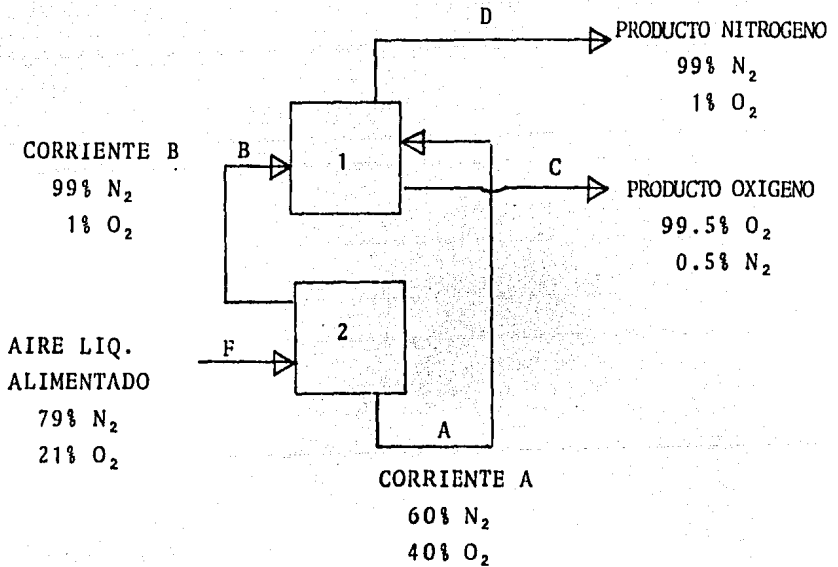 D
PRODUCTO NITROGENO
99% N₂
1% O₂
CORRIENTE B
99% N₂
1% O₂
B
1
C
PRODUCTO OXIGENO
99.5% O₂
0.5% N₂
2
AIRE LIQ.
ALIMENTADO
79% N₂
21% O₂
F
A
CORRIENTE A
60% N₂
40% O₂